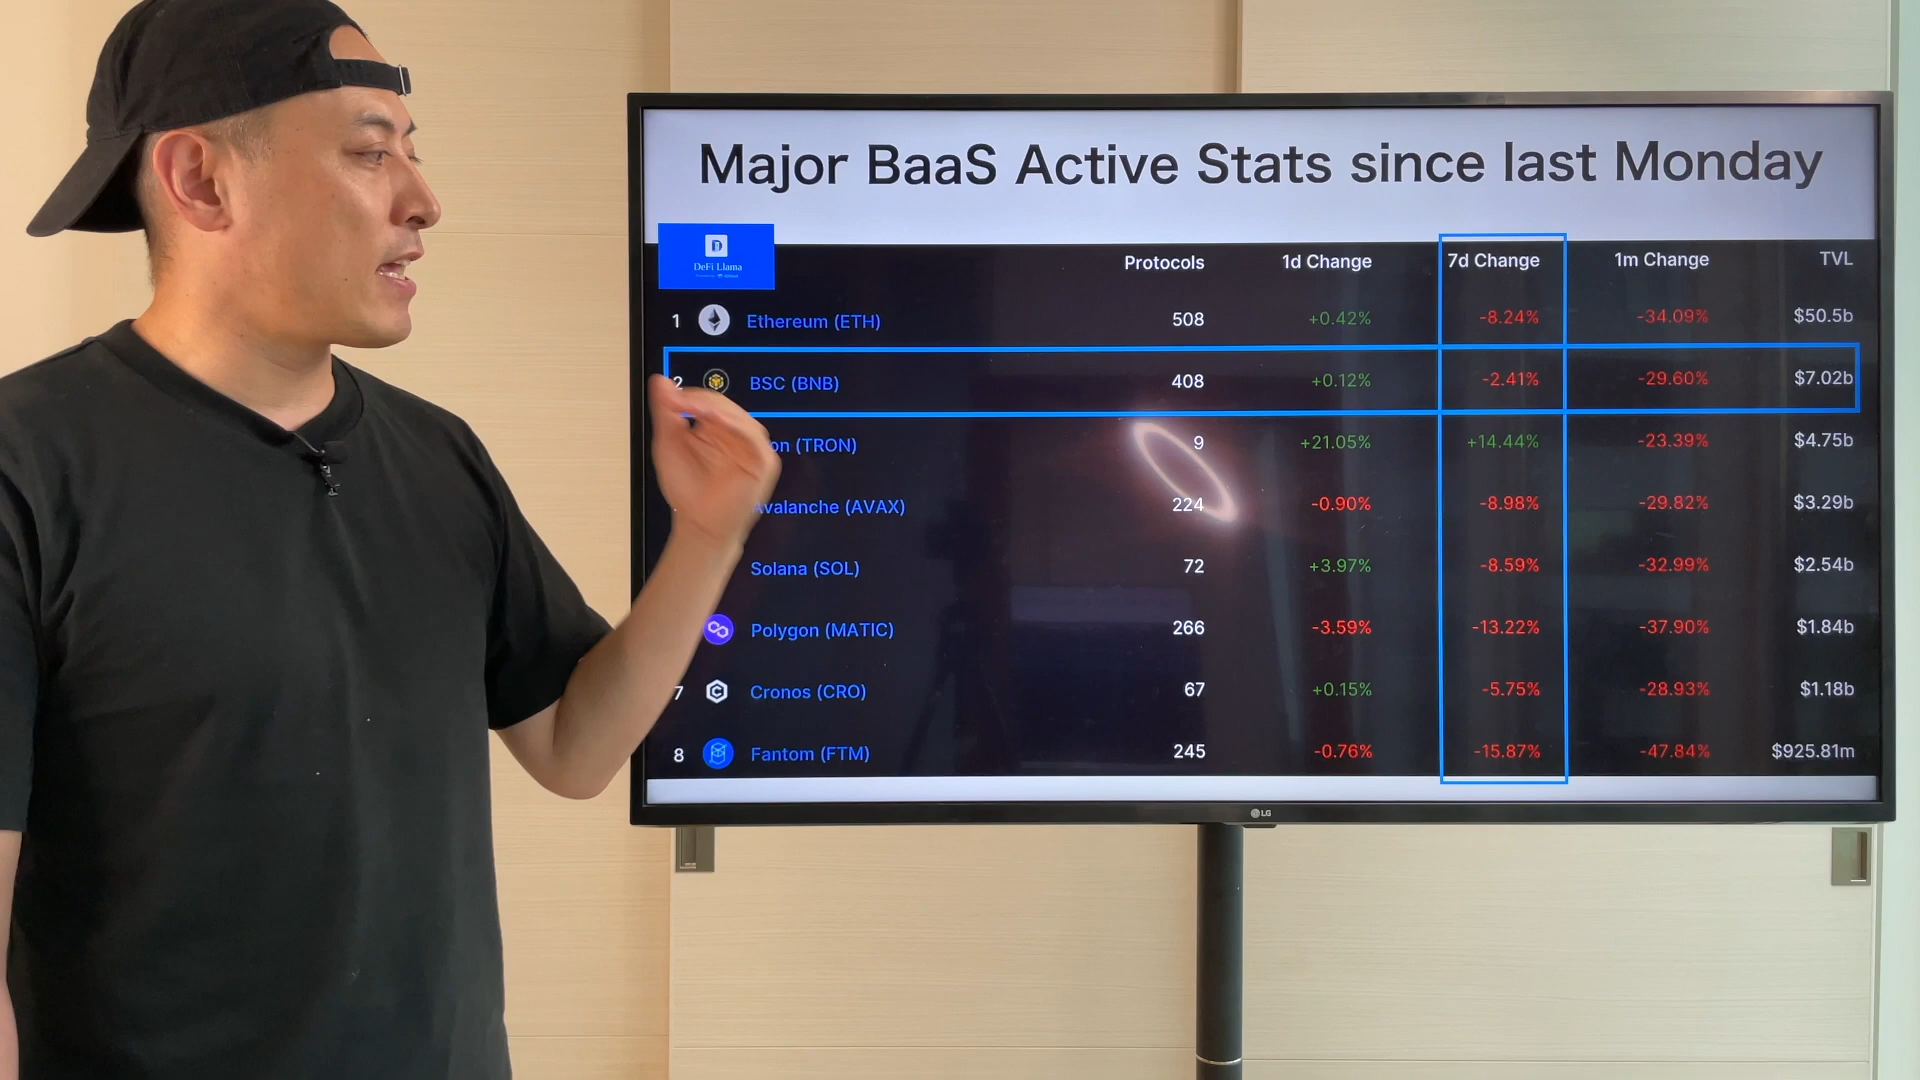 Major BaaS Active Stats since last Monday
DeFi Llama
Protocols 1d Change 7d Change 1m Change TVL
1 Ethereum (ETH) 508 +0.42% -8.24% -34.09% $50.5b
2 BSC (BNB) 408 +0.12% -2.41% -29.60% $7.02b
on (TRON) 9 +21.05% +14.44% -23.39% $4.75b
Avalanche (AVAX) 224 -0.90% -8.98% -29.82% $3.29b
Solana (SOL) 72 +3.97% -8.59% -32.99% $2.54b
Polygon (MATIC) 266 -3.59% -13.22% -37.90% $1.84b
7 Cronos (CRO) 67 +0.15% -5.75% -28.93% $1.18b
8 Fantom (FTM) 245 -0.76% -15.87% -47.84% $925.81m
LG